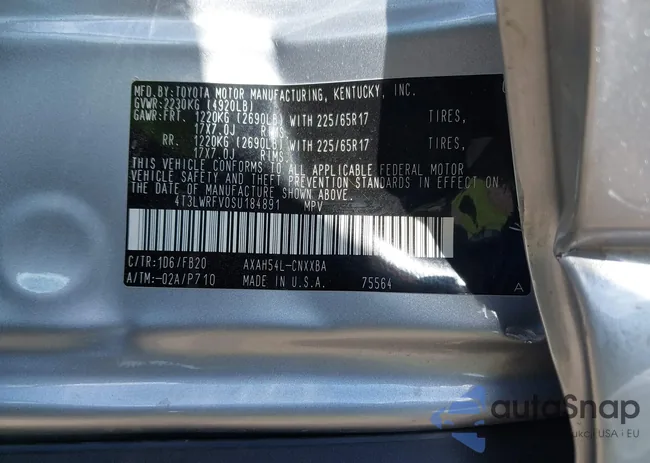 MFD.BY:TOYOTA MOTOR MANUFACTURING, KENTUCKY, INC.
GVWR:2230KG (4920LB)
GAWR:FRT. 1220KG (2690LB) WITH 225/65R17 TIRES,
17X7.0J RIMS
RR. 1220KG (2690LB) WITH 225/65R17 TIRES,
17X7.0J RIMS
THIS VEHICLE CONFORMS TO ALL APPLICABLE FEDERAL MOTOR
VEHICLE SAFETY AND THEFT PREVENTION STANDARDS IN EFFECT
ON THE DATE OF MANUFACTURE SHOWN ABOVE.
4T3LWRFV0SU184891 MPV
C/TR:1D6/FB20 AXAH54L-CNXXBA
A/TM:-02A/P710 MADE IN U.S.A. 75564 A
autoSnap
USA • EU